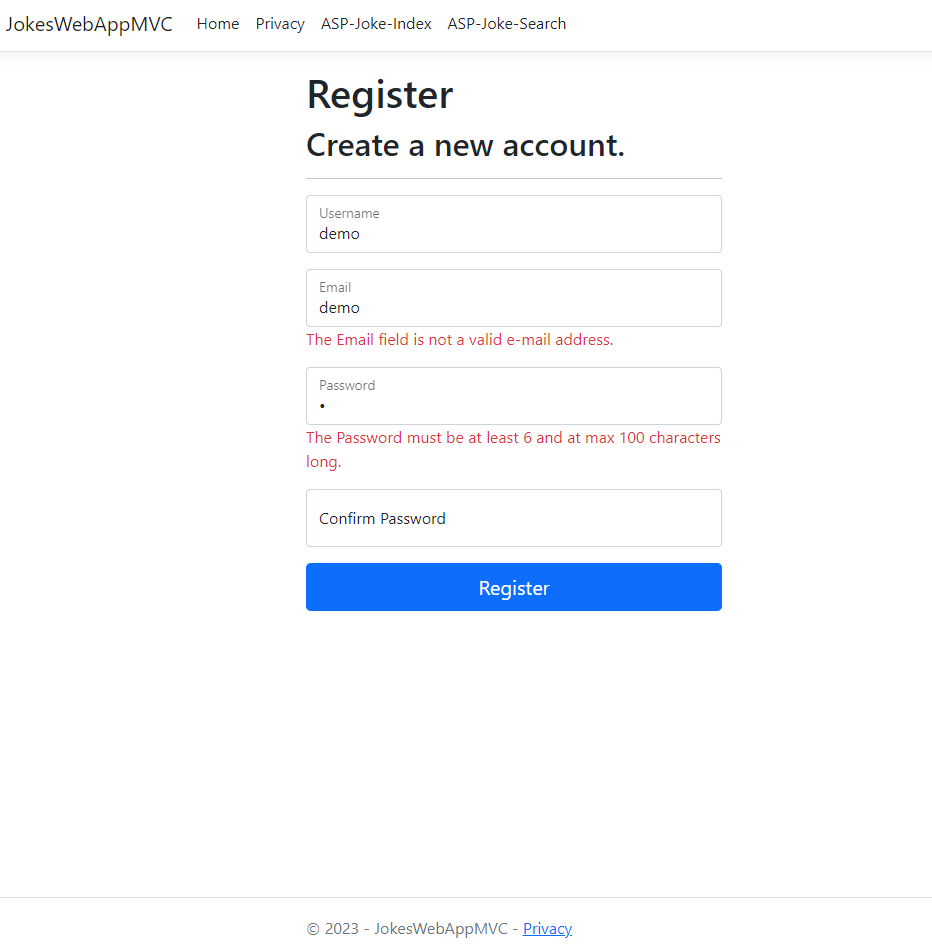 JokesWebAppMVC Home Privacy ASP-Joke-Index ASP-Joke-Search
Register
Create a new account.
Username
demo
Email
demo
The Email field is not a valid e-mail address.
Password
•
The Password must be at least 6 and at max 100 characters
long.
Confirm Password
Register
© 2023 - JokesWebAppMVC - Privacy